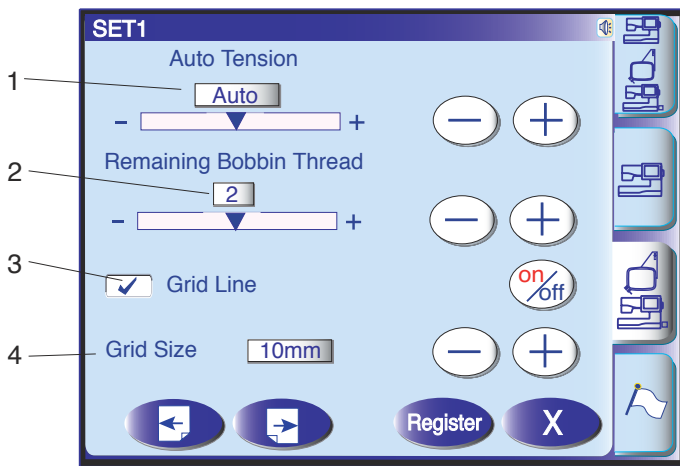 SET1
Auto Tension
1
Auto
- +
Remaining Bobbin Thread
2
2
- +
3
Grid Line
on/off
4
Grid Size 10mm
Register X